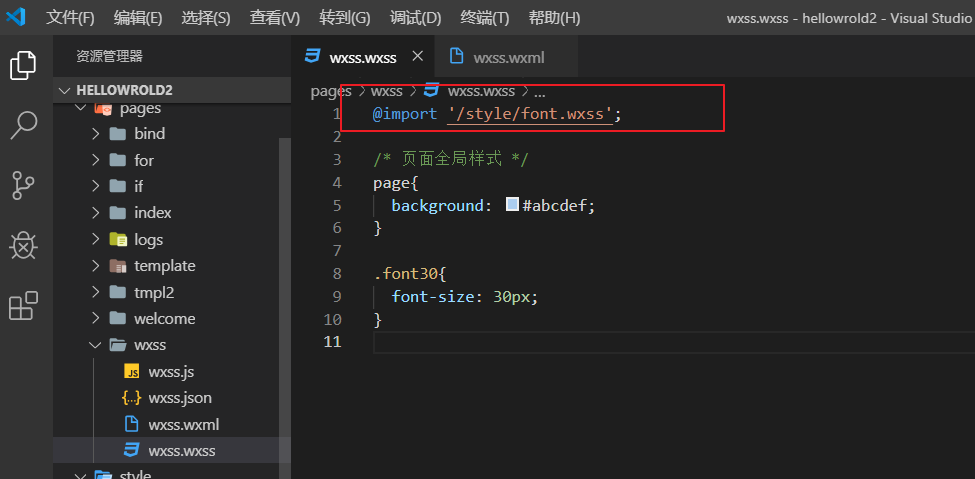 文件(F) 编辑(E) 选择(S) 查看(V) 转到(G) 调试(D) 终端(T) 帮助(H) wxss.wxss - hellowrold2 - Visual Studio
资源管理器
HELLOWROLD2
pages
bind
for
if
index
logs
template
tmpl2
welcome
wxss
JS wxss.js
{..} wxss.json
wxss.wxml
wxss.wxss
style
wxss.wxss wxss.wxml
pages > wxss > wxss.wxss > ...
1 @import '/style/font.wxss';
2
3 /* 页面全局样式 */
4 page{
5 background: #abcdef;
6 }
7
8 .font30{
9 font-size: 30px;
10 }
11